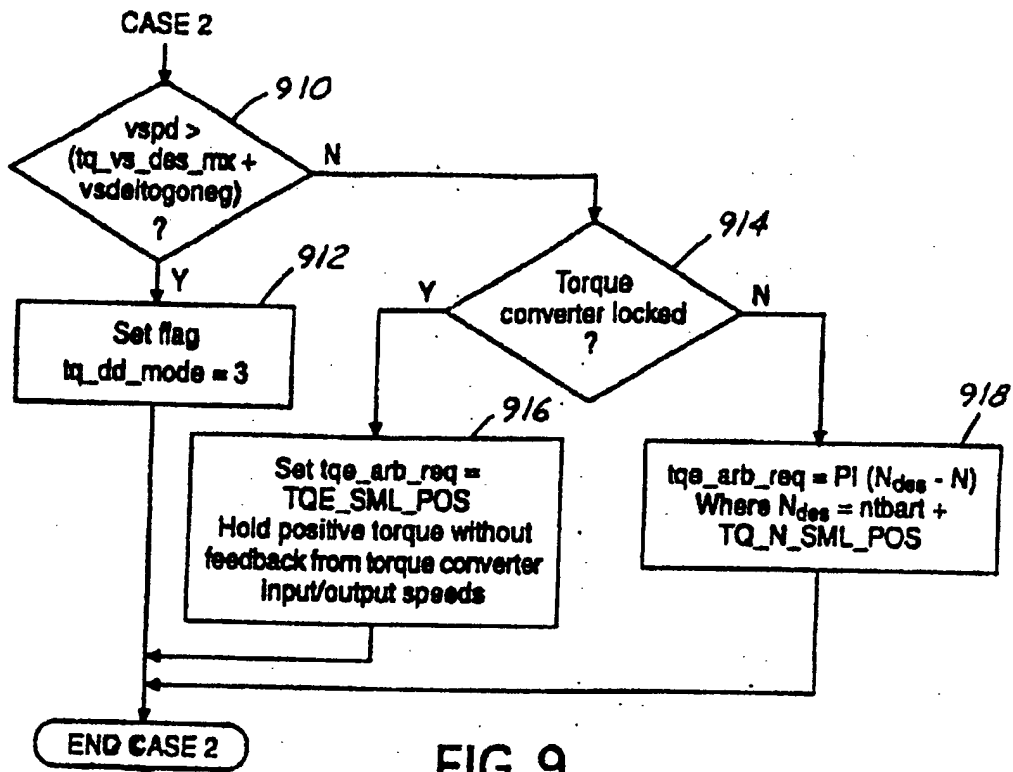 CASE 2
910
vspd >
(tq_vs_des_mx +
vsdeltogoneg)
?
N
Y
912
Set flag
tq_dd_mode = 3
914
Torque
converter locked
?
Y
N
916
Set tqe_arb_req =
TQE_SML_POS
Hold positive torque without
feedback from torque converter
input/output speeds
918
tqe_arb_req = PI (Ndes - N)
Where Ndes = ntbart +
TQ_N_SML_POS
END CASE 2
FIG. 9